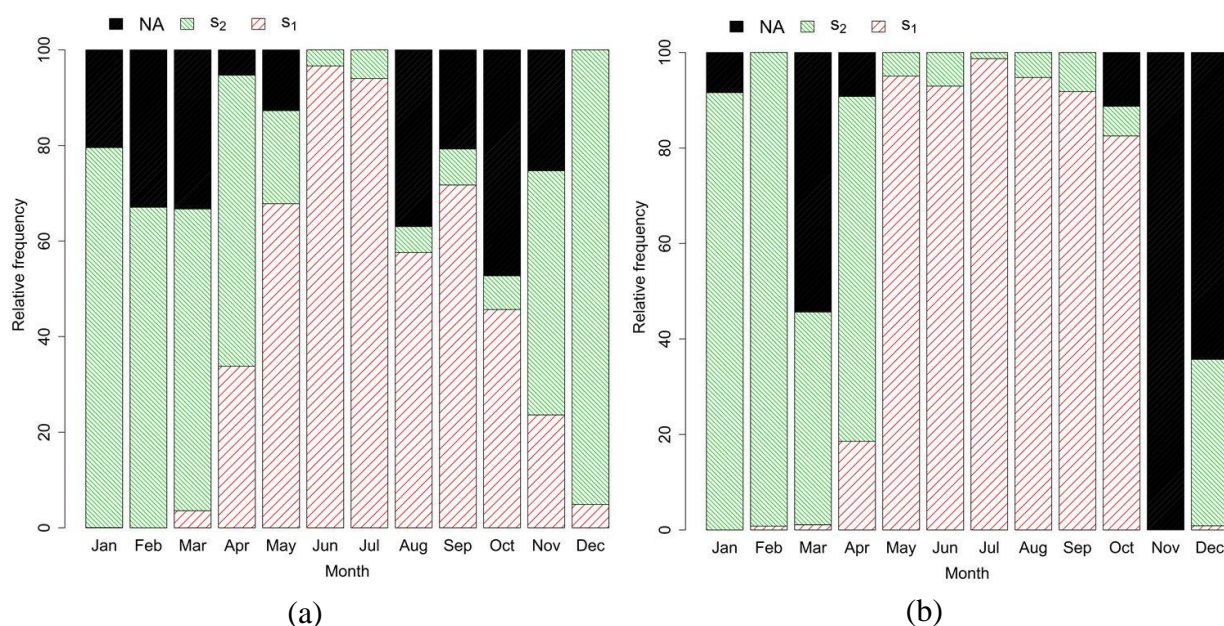 NA s2 s1
Relative frequency
100
80
60
40
20
0
Jan Feb Mar Apr May Jun Jul Aug Sep Oct Nov Dec
Month
(a)
NA s2 s1
Relative frequency
100
80
60
40
20
0
Jan Feb Mar Apr May Jun Jul Aug Sep Oct Nov Dec
Month
(b)